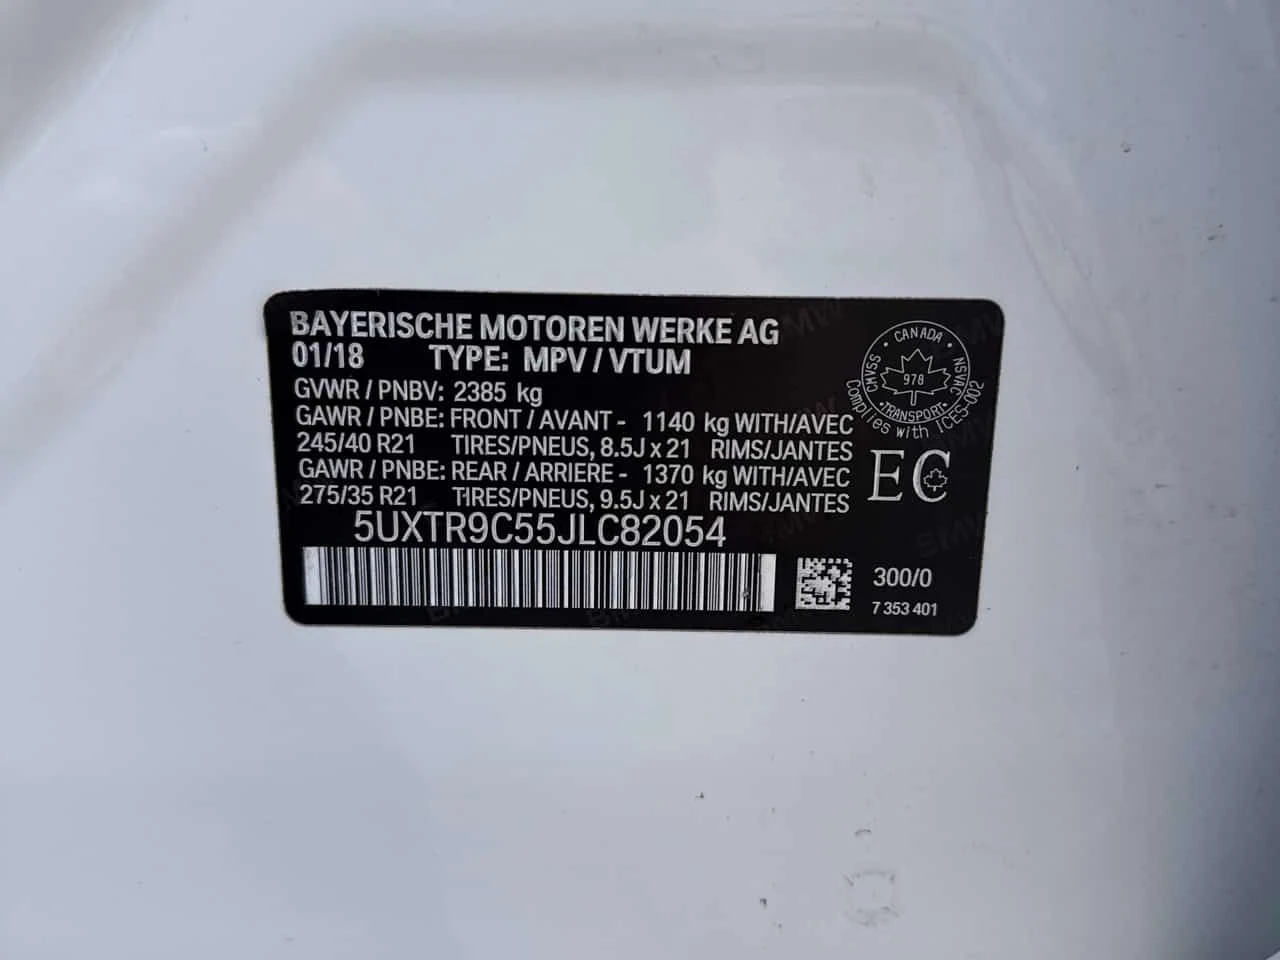 BAYERISCHE MOTOREN WERKE AG
01/18 TYPE: MPV / VTUM
GVWR / PNBV: 2385 kg
GAWR / PNBE: FRONT / AVANT - 1140 kg WITH/AVEC
245/40 R21 TIRES/PNEUS, 8.5J x 21 RIMS/JANTES
GAWR / PNBE: REAR / ARRIERE - 1370 kg WITH/AVEC
275/35 R21 TIRES/PNEUS, 9.5J x 21 RIMS/JANTES
5UXTR9C55JLC82054
CANADA
CMVSS
978
NSVAC
TRANSPORT
Complies with ICES-002
EC
300/0
7 353 401